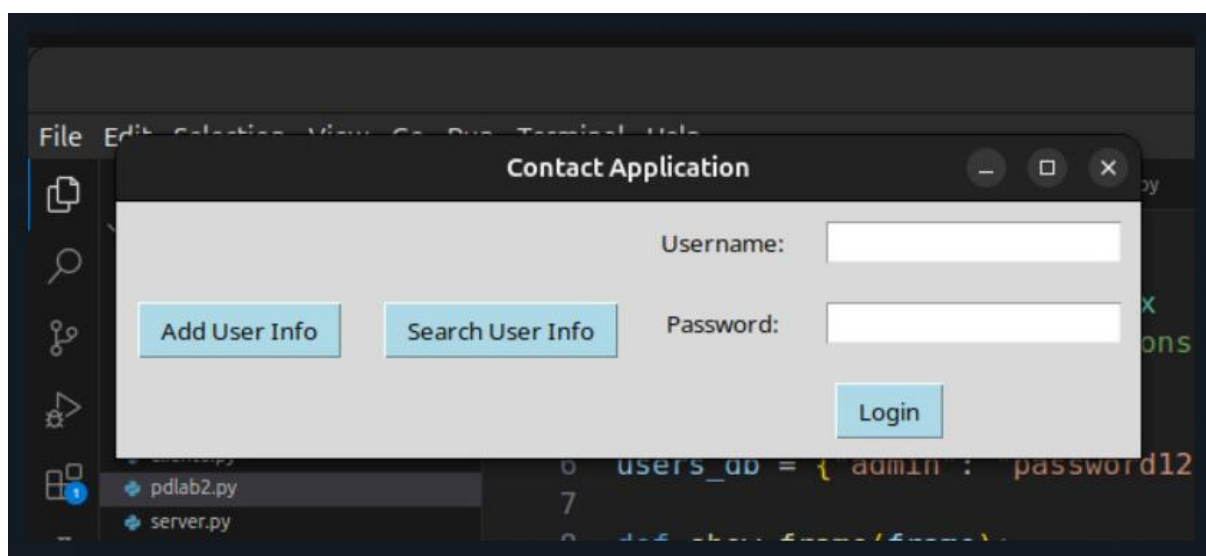 File
Contact Application
Username:
Add User Info
Search User Info
Password:
Login
6 users_db = { "admin": "password12
7
pdlab2.py
server.py